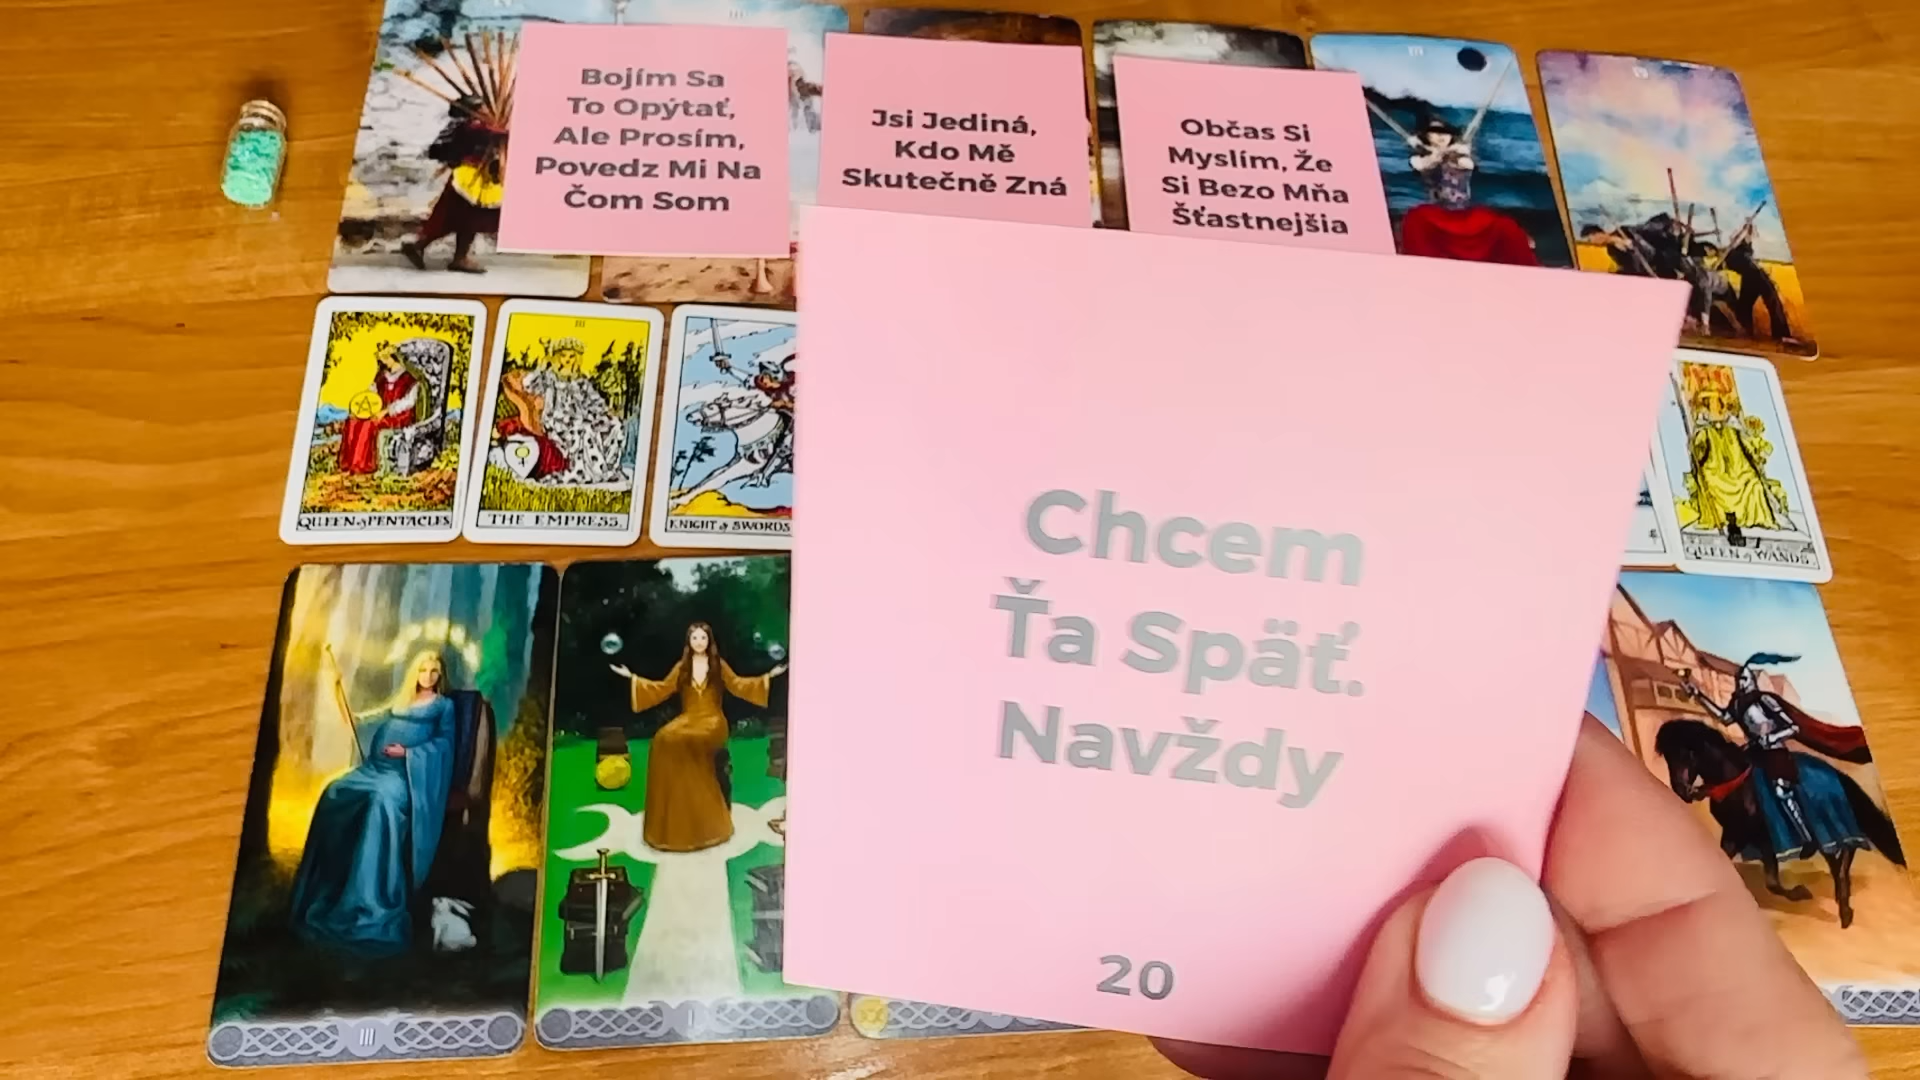 Bojím Sa
To Opýtať,
Ale Prosím,
Povedz Mi Na
Čom Som
Jsi Jediná,
Kdo Mě
Skutečně Zná
Občas Si
Myslím, Že
Si Bezo Mňa
Šťastnejšia
Chcem
Ťa Späť.
Navždy
20
QUEEN of PENTACLES
III
THE EMPRESS.
KNIGHT of SWORDS
QUEEN of WANDS.
III
I